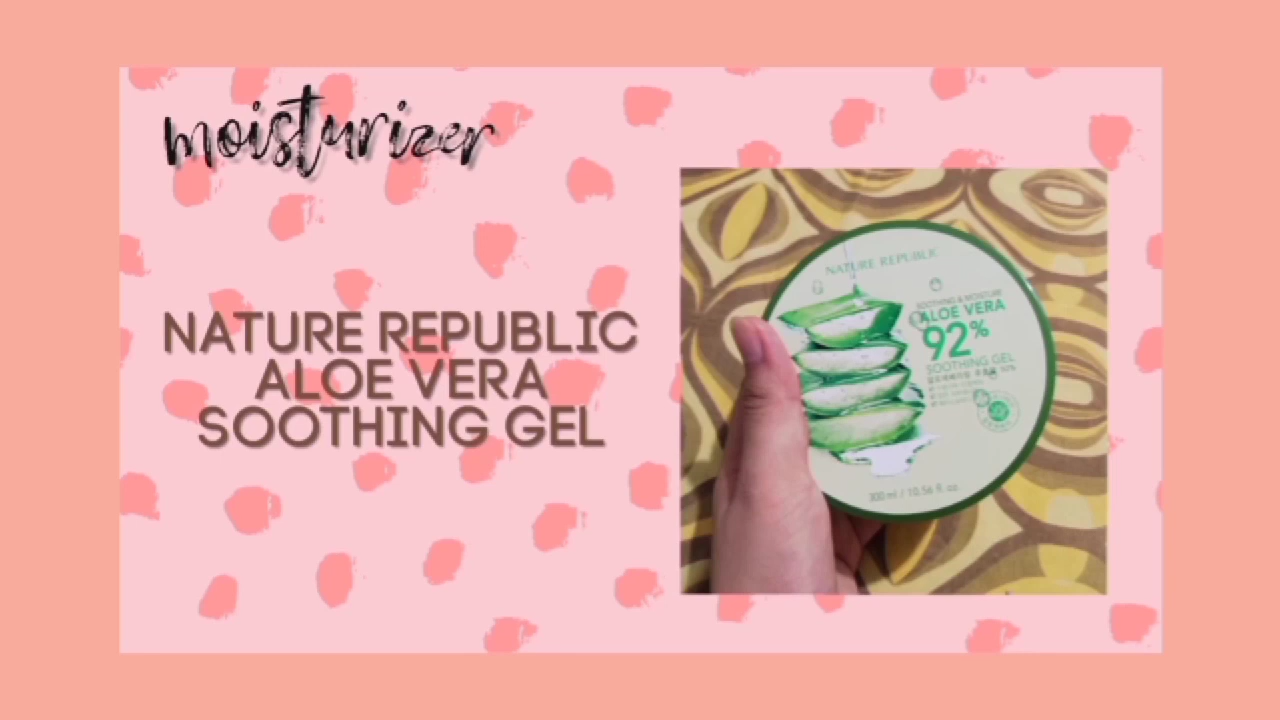 moisturizer
NATURE REPUBLIC
ALOE VERA
SOOTHING GEL
NATURE REPUBLIC
SOOTHING & MOISTURE
ALOE VERA
92%
SOOTHING GEL
300 ml / 10.56 fl. oz.